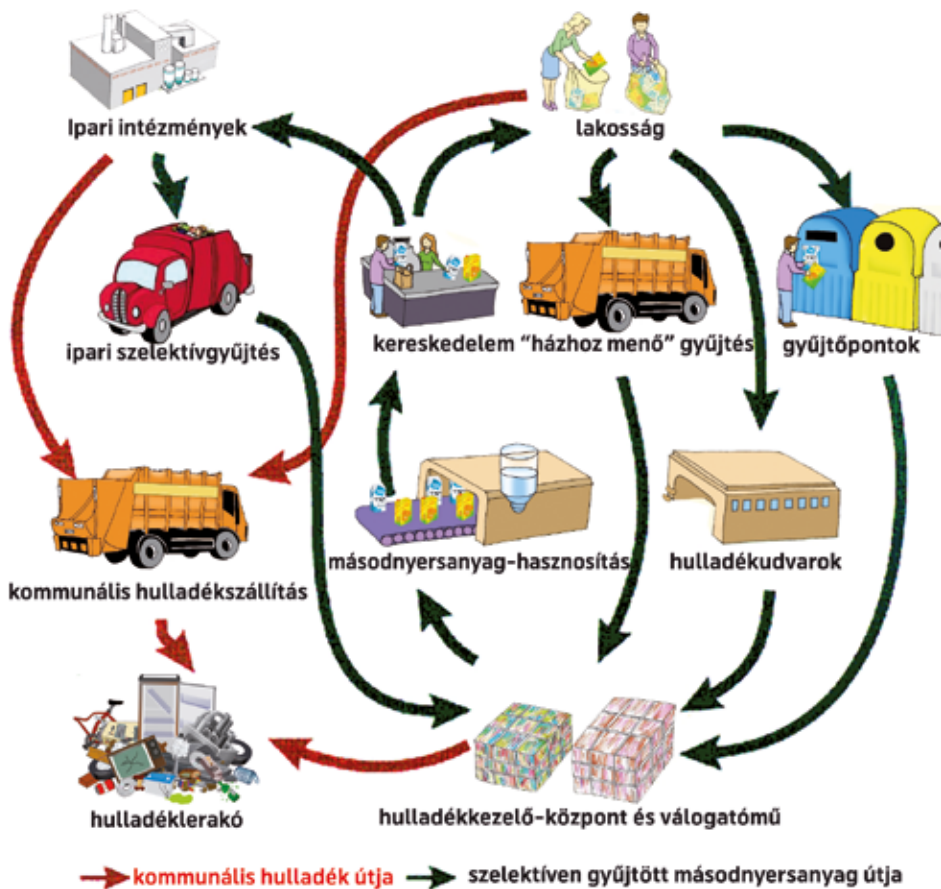 Ipari intézmények
lakosság
ipari szelektívgyűjtés
kereskedelem
"házhoz menő" gyűjtés
gyűjtőpontok
kommunális hulladékszállítás
másodnyersanyag-hasznosítás
hulladékudvarok
hulladéklerakó
hulladékkezelő-központ és válogatómű
kommunális hulladék útja
szelektíven gyűjtött másodnyersanyag útja